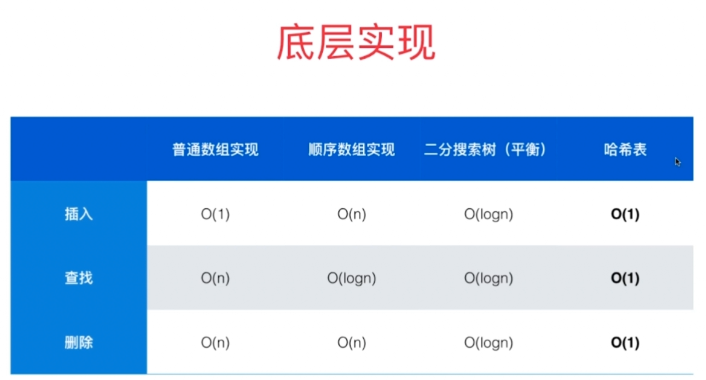 底层实现
普通数组实现 顺序数组实现 二分搜索树（平衡） 哈希表
插入 O(1) O(n) O(logn) O(1)
查找 O(n) O(logn) O(logn) O(1)
删除 O(n) O(n) O(logn) O(1)